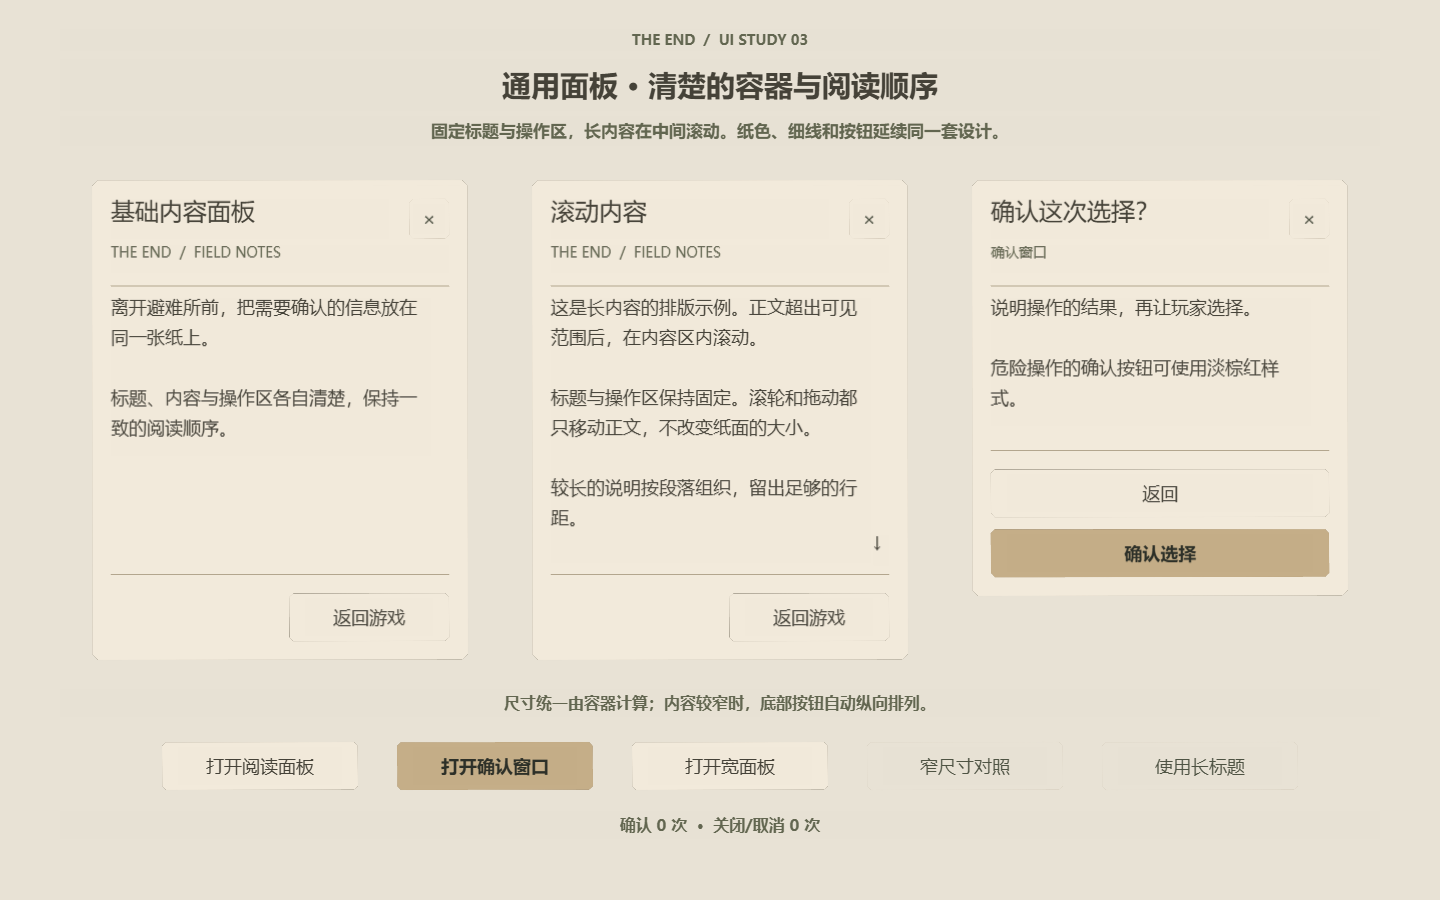 THE END / UI STUDY 03
通用面板 • 清楚的容器与阅读顺序
固定标题与操作区，长内容在中间滚动。纸色、细线和按钮延续同一套设计。
基础内容面板
×
THE END / FIELD NOTES
离开避难所前，把需要确认的信息放在
同一张纸上。
标题、内容与操作区各自清楚，保持一
致的阅读顺序。
返回游戏
滚动内容
×
THE END / FIELD NOTES
这是长内容的排版示例。正文超出可见
范围后，在内容区内滚动。
标题与操作区保持固定。滚轮和拖动都
只移动正文，不改变纸面的大小。
较长的说明按段落组织，留出足够的行
距。
↓
返回游戏
确认这次选择？
×
确认窗口
说明操作的结果，再让玩家选择。
危险操作的确认按钮可使用淡棕红样
式。
返回
确认选择
尺寸统一由容器计算；内容较窄时，底部按钮自动纵向排列。
打开阅读面板
打开确认窗口
打开宽面板
窄尺寸对照
使用长标题
确认 0 次 • 关闭/取消 0 次